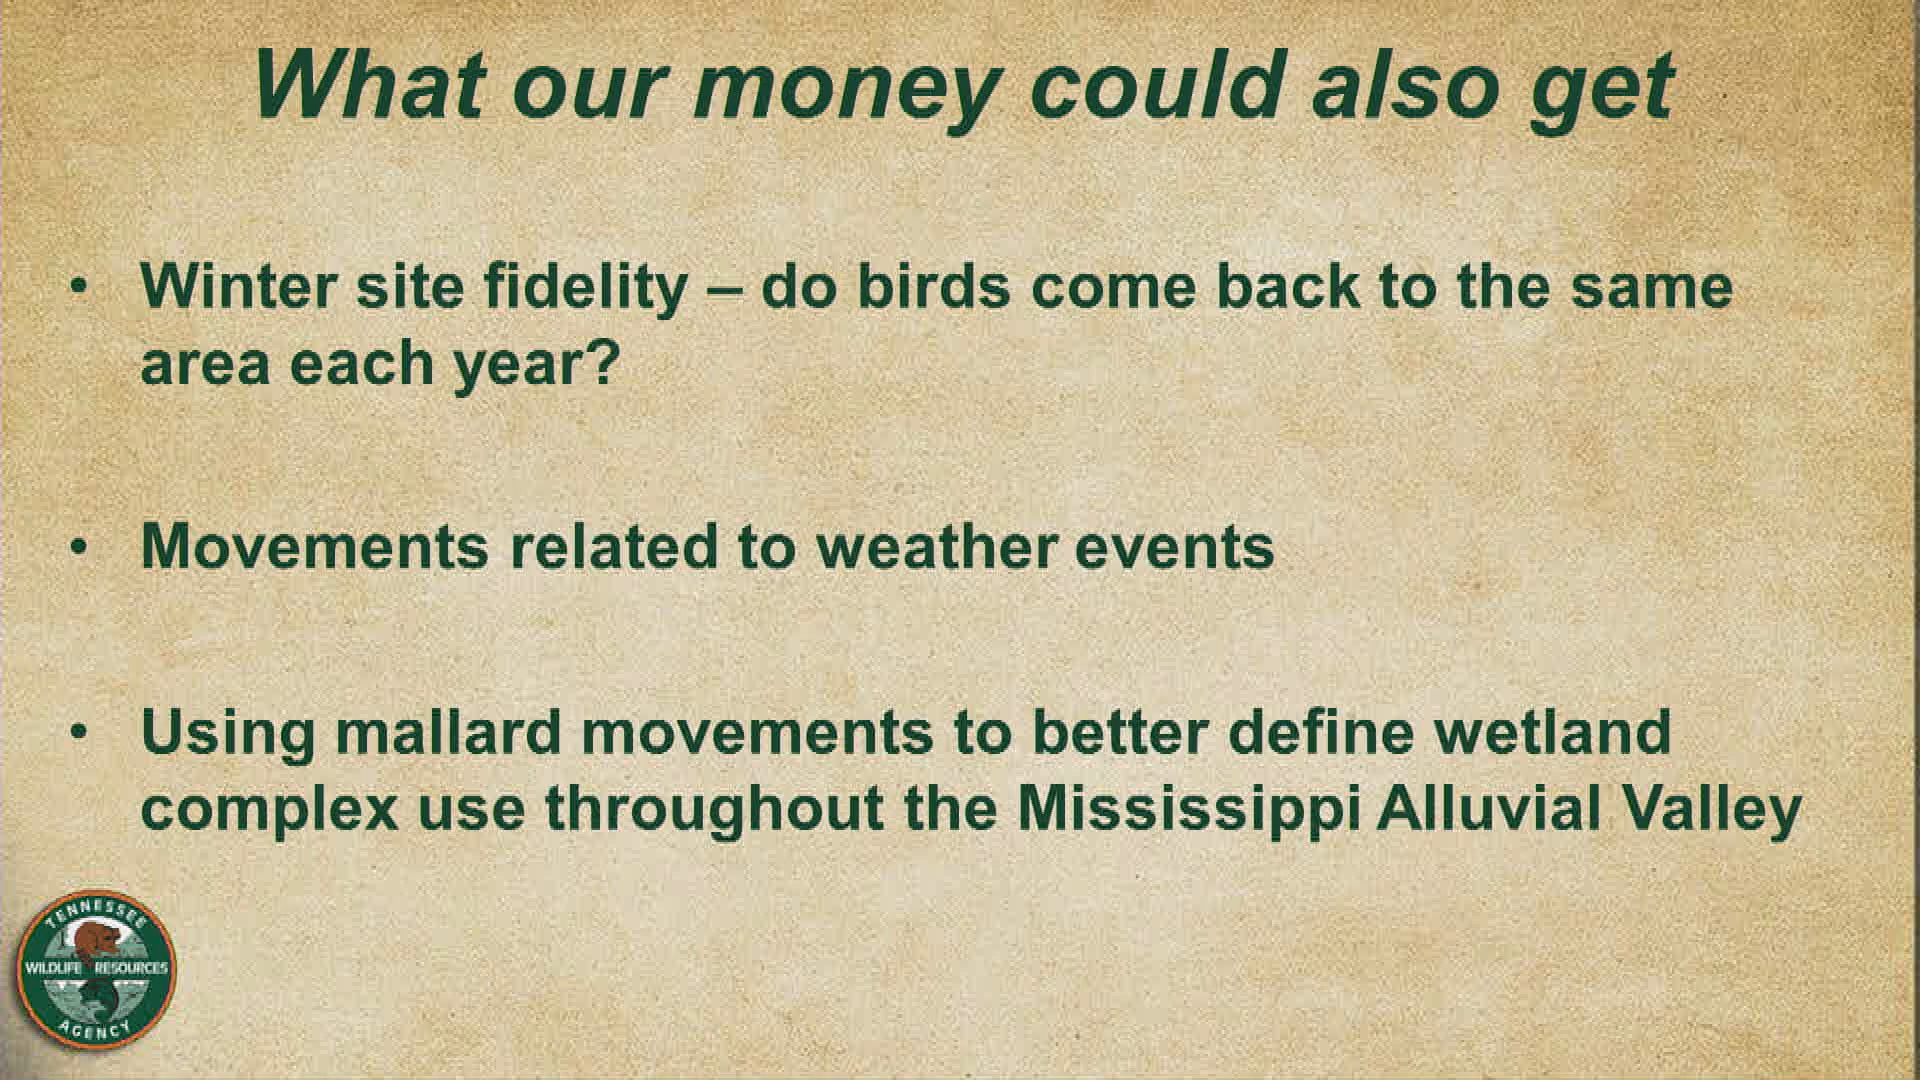 What our money could also get
• Winter site fidelity – do birds come back to the same
area each year?
• Movements related to weather events
• Using mallard movements to better define wetland
complex use throughout the Mississippi Alluvial Valley
TENNESSEE
WILDLIFE RESOURCES
AGENCY